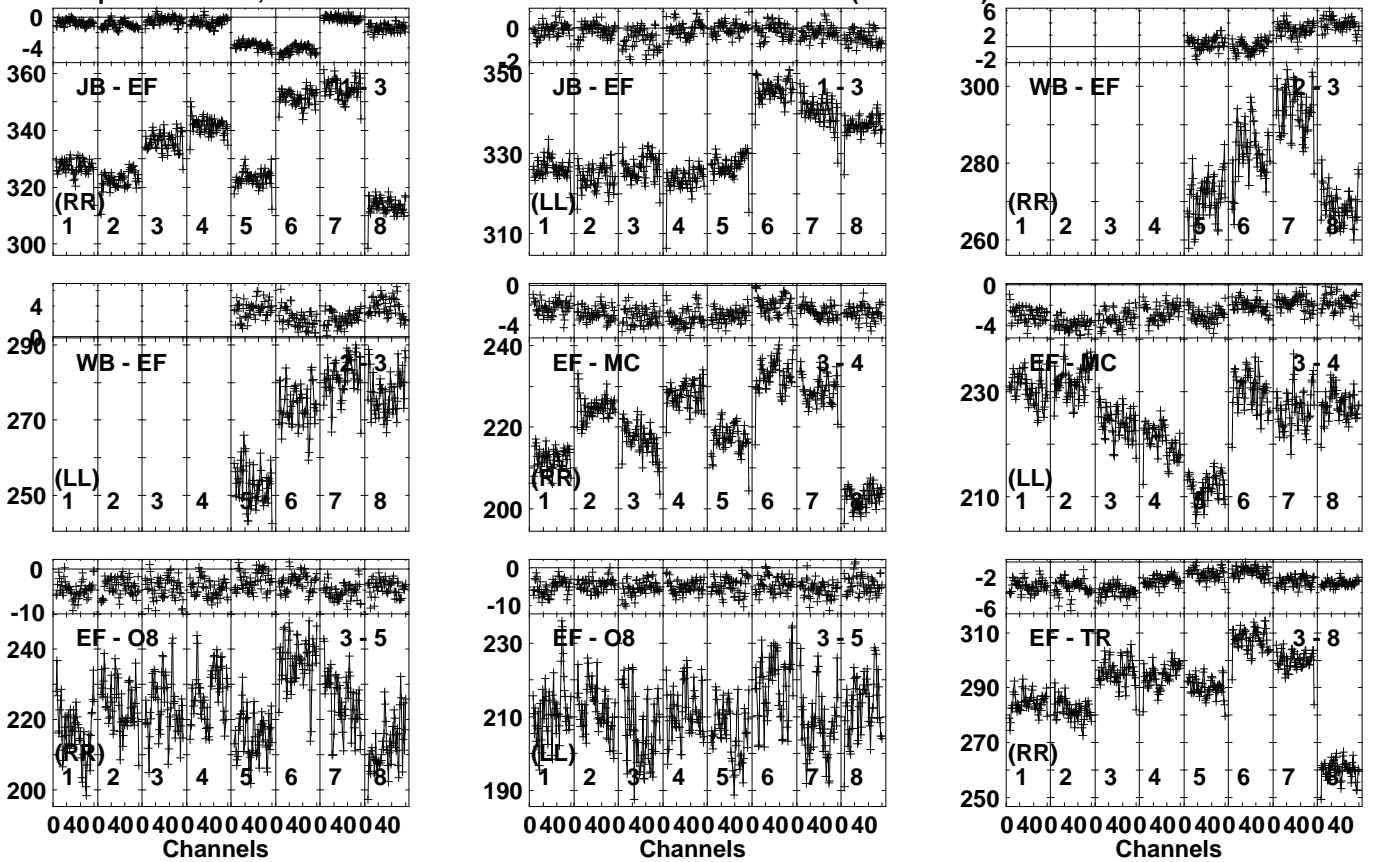 0
-4
360
340
320
300
JB - EF
1 - 3
(RR)
1 2 3 4 5 6 7 8
0
-2
350
330
310
JB - EF
1 - 3
(LL)
1 2 3 4 5 6 7 8
6
2
-2
300
280
260
WB - EF
2 - 3
(RR)
1 2 3 4 5 6 7 8
4
0
290
270
250
WB - EF
2 - 3
(LL)
1 2 3 4 5 6 7 8
0
-4
240
220
200
EF - MC
3 - 4
(RR)
1 2 3 4 5 6 7 8
0
-4
230
210
EF - MC
3 - 4
(LL)
1 2 3 4 5 6 7 8
0
-10
240
220
200
EF - O8
3 - 5
(RR)
1 2 3 4 5 6 7 8
0 40 0 40 0 40 0 40 0 40 0 40 0 40 0 40
Channels
0
-10
230
210
190
EF - O8
3 - 5
(LL)
1 2 3 4 5 6 7 8
0 40 0 40 0 40 0 40 0 40 0 40 0 40 0 40
Channels
-2
-6
310
290
270
250
EF - TR
3 - 8
(RR)
1 2 3 4 5 6 7 8
0 40 0 40 0 40 0 40 0 40 0 40 0 40 0 40
Channels